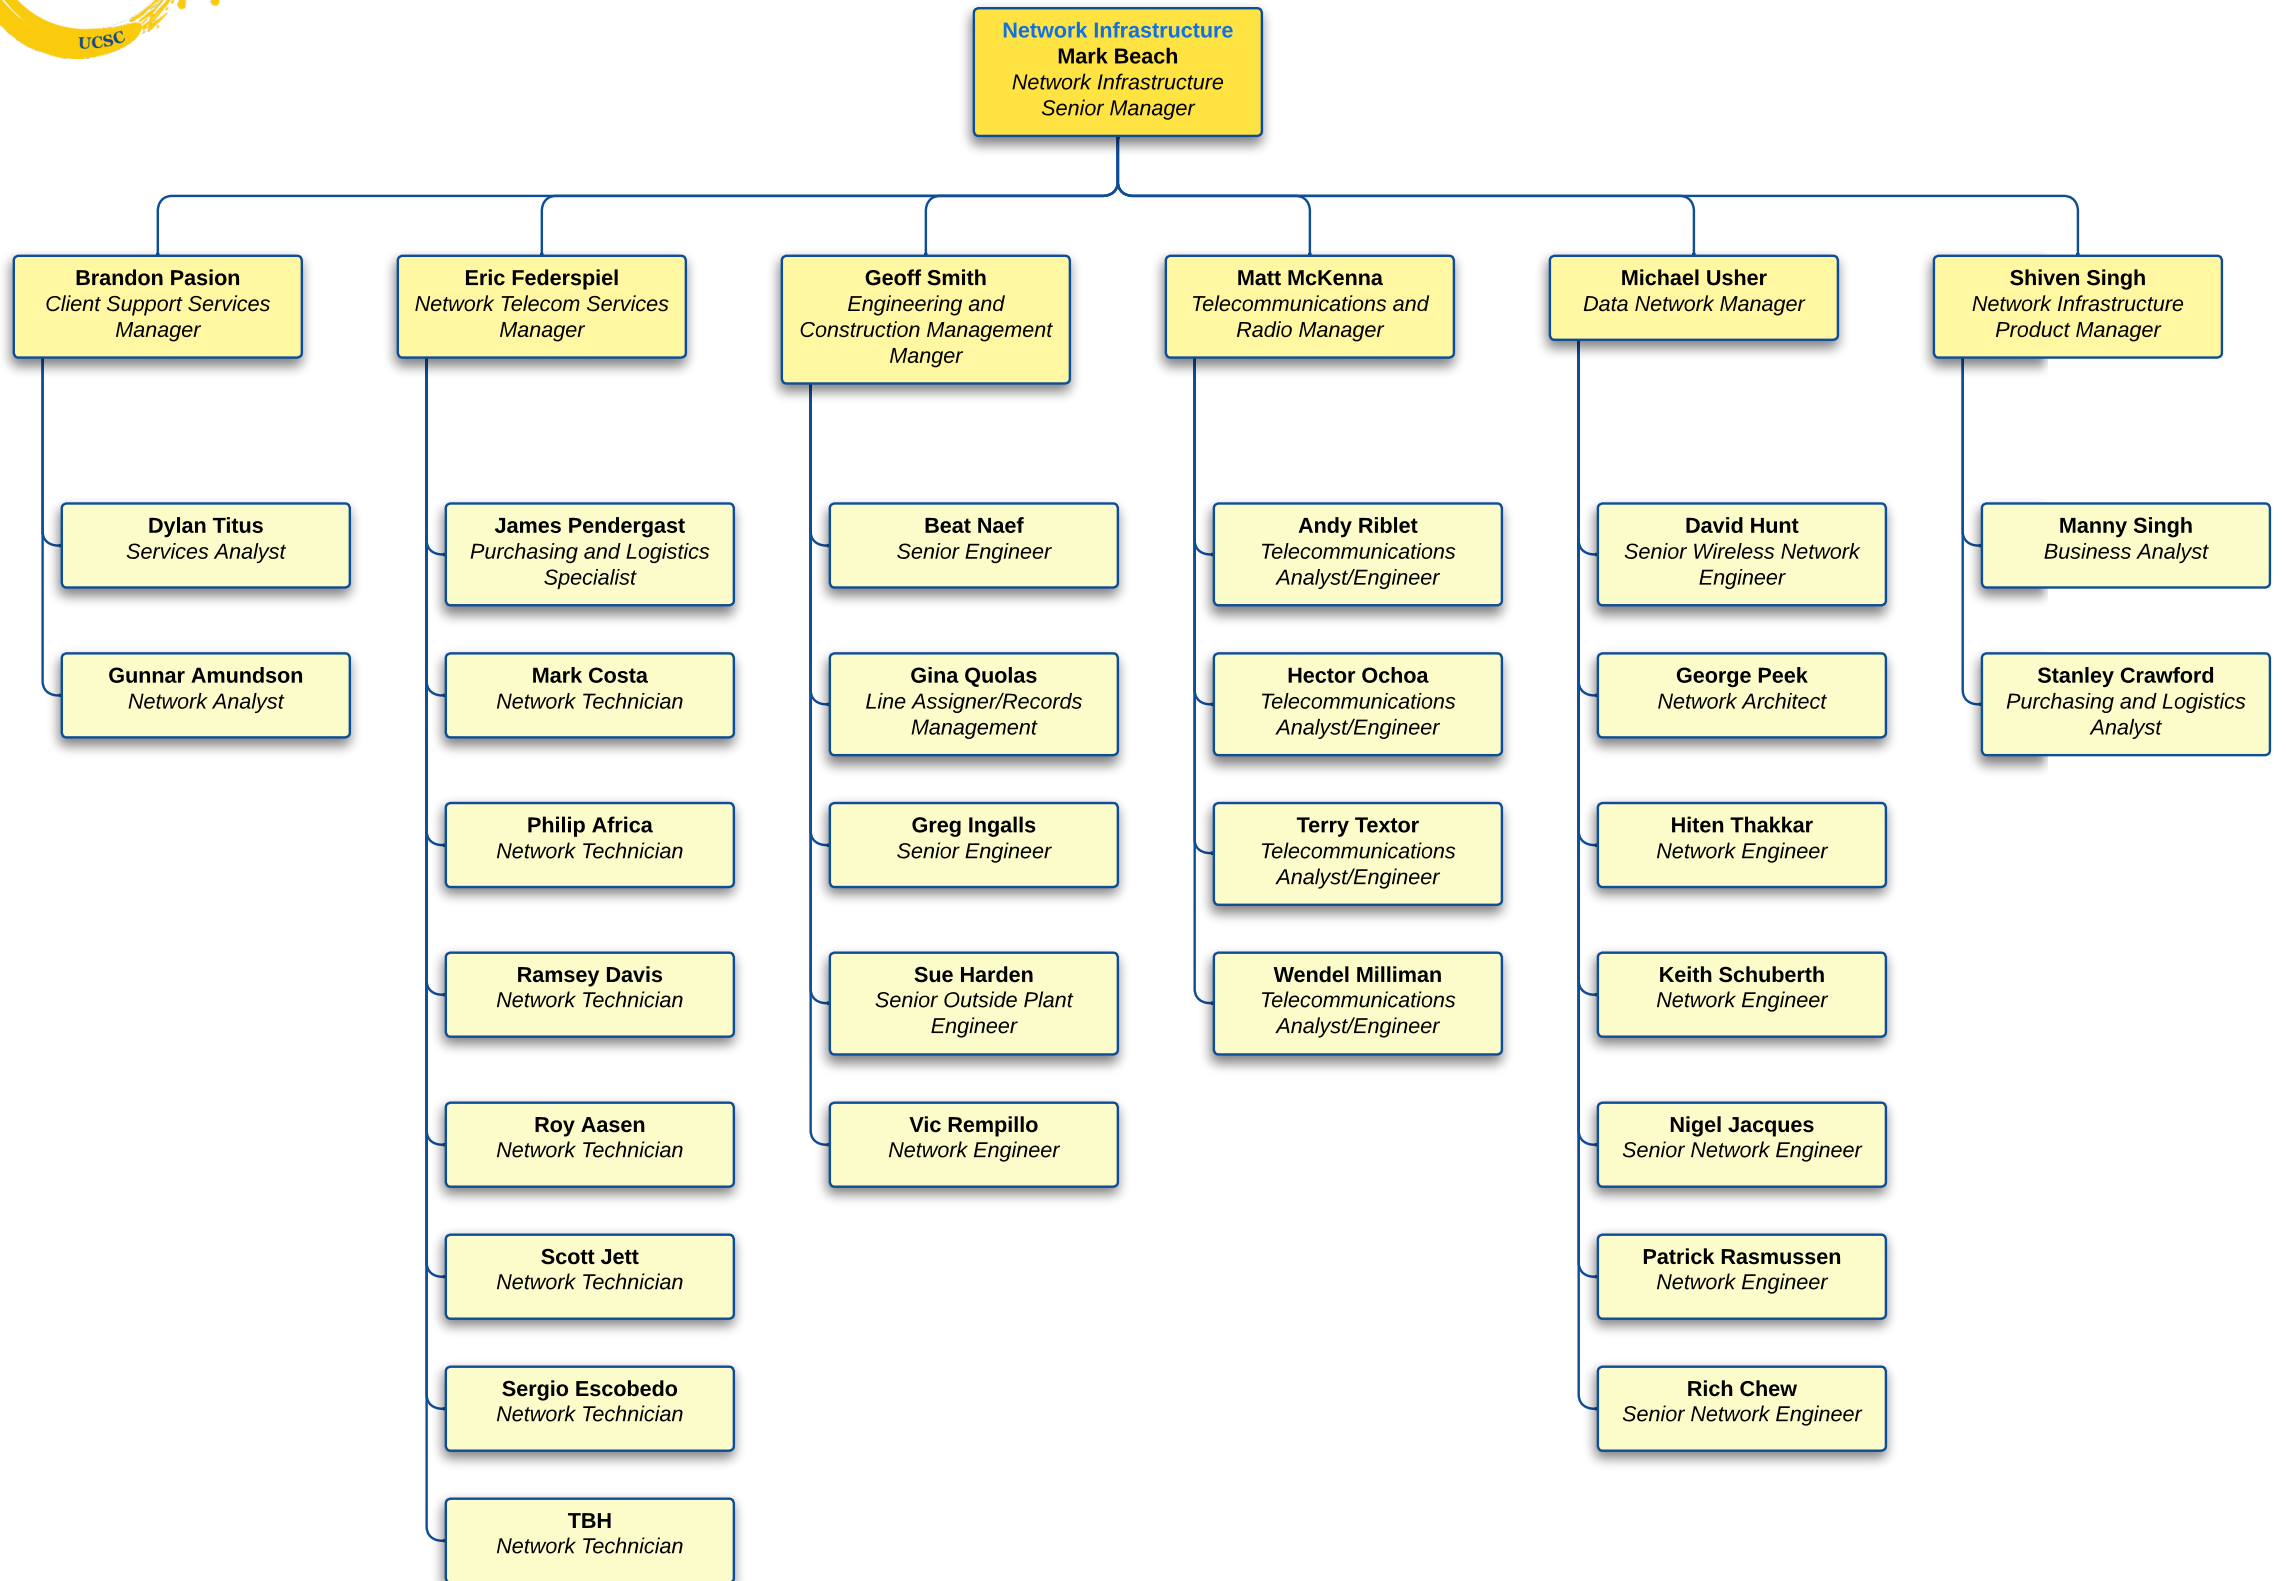 UCSC
Network Infrastructure
Mark Beach
Network Infrastructure
Senior Manager
Brandon Pasion
Client Support Services
Manager
Dylan Titus
Services Analyst
Gunnar Amundson
Network Analyst
Eric Federspiel
Network Telecom Services
Manager
James Pendergast
Purchasing and Logistics
Specialist
Mark Costa
Network Technician
Philip Africa
Network Technician
Ramsey Davis
Network Technician
Roy Aasen
Network Technician
Scott Jett
Network Technician
Sergio Escobedo
Network Technician
TBH
Network Technician
Geoff Smith
Engineering and
Construction Management
Manger
Beat Naef
Senior Engineer
Gina Quolas
Line Assigner/Records
Management
Greg Ingalls
Senior Engineer
Sue Harden
Senior Outside Plant
Engineer
Vic Rempillo
Network Engineer
Matt McKenna
Telecommunications and
Radio Manager
Andy Riblet
Telecommunications
Analyst/Engineer
Hector Ochoa
Telecommunications
Analyst/Engineer
Terry Textor
Telecommunications
Analyst/Engineer
Wendel Milliman
Telecommunications
Analyst/Engineer
Michael Usher
Data Network Manager
David Hunt
Senior Wireless Network
Engineer
George Peek
Network Architect
Hiten Thakkar
Network Engineer
Keith Schuberth
Network Engineer
Nigel Jacques
Senior Network Engineer
Patrick Rasmussen
Network Engineer
Rich Chew
Senior Network Engineer
Shiven Singh
Network Infrastructure
Product Manager
Manny Singh
Business Analyst
Stanley Crawford
Purchasing and Logistics
Analyst